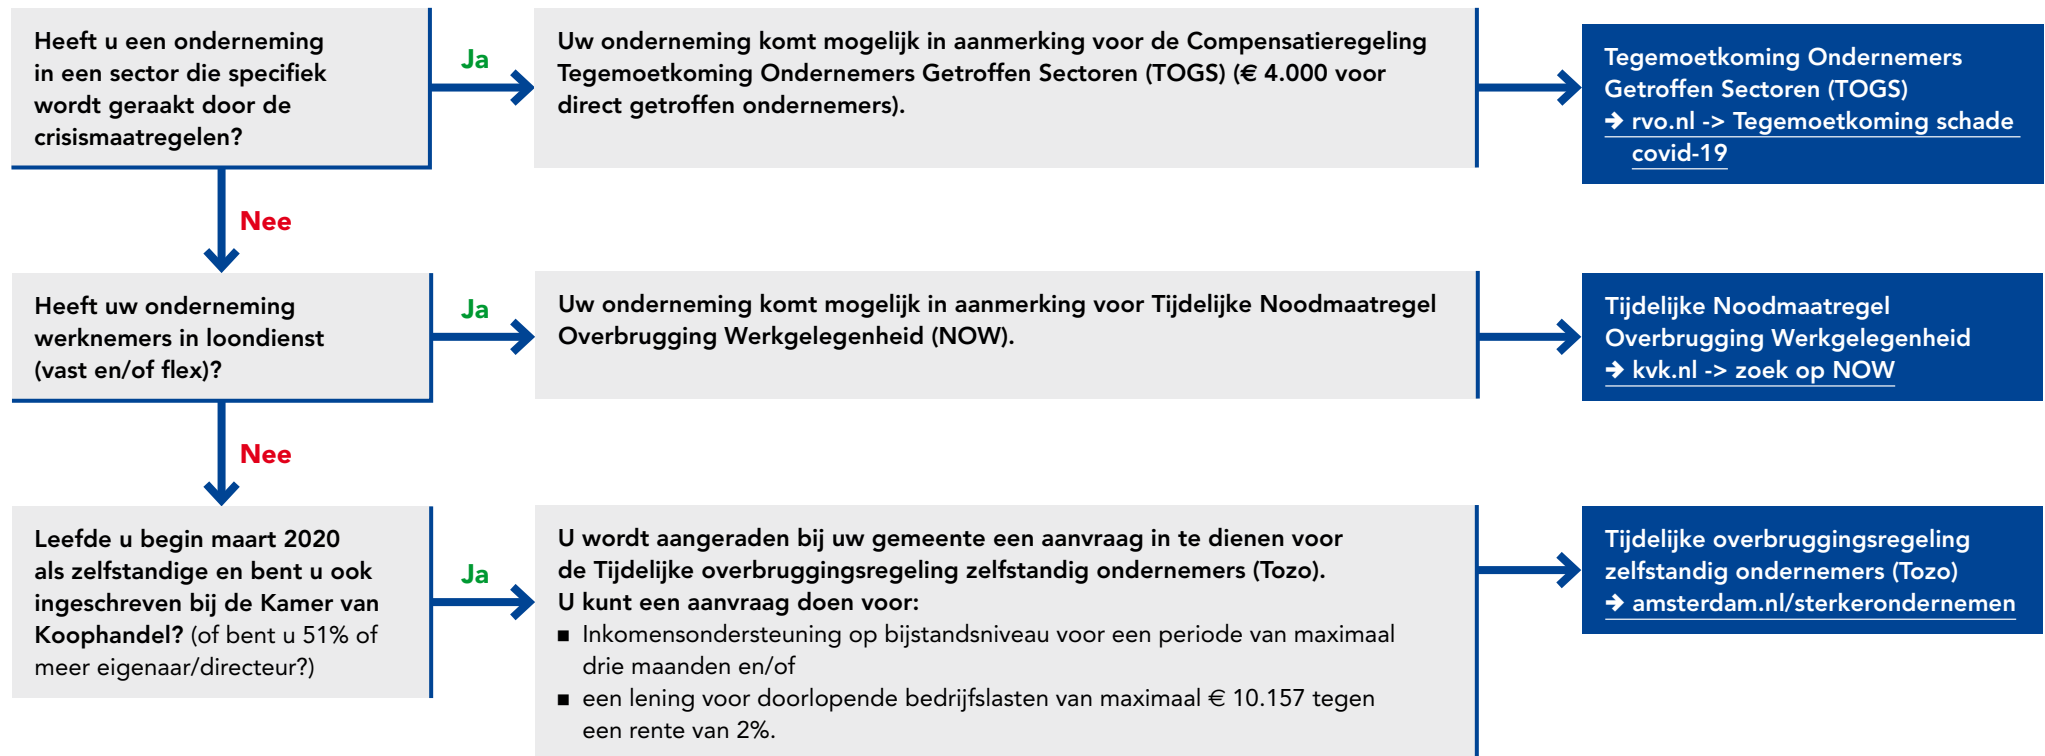 Heeft u een onderneming
in een sector die specifiek
wordt geraakt door de
crisismaatregelen?
Ja
Uw onderneming komt mogelijk in aanmerking voor de Compensatieregeling
Tegemoetkoming Ondernemers Getroffen Sectoren (TOGS) (€ 4.000 voor
direct getroffen ondernemers).
Tegemoetkoming Ondernemers
Getroffen Sectoren (TOGS)
➔ rvo.nl -> Tegemoetkoming schade
covid-19
Nee
Heeft uw onderneming
werknemers in loondienst
(vast en/of flex)?
Ja
Uw onderneming komt mogelijk in aanmerking voor Tijdelijke Noodmaatregel
Overbrugging Werkgelegenheid (NOW).
Tijdelijke Noodmaatregel
Overbrugging Werkgelegenheid
➔ kvk.nl -> zoek op NOW
Nee
Leefde u begin maart 2020
als zelfstandige en bent u ook
ingeschreven bij de Kamer van
Koophandel? (of bent u 51% of
meer eigenaar/directeur?)
Ja
U wordt aangeraden bij uw gemeente een aanvraag in te dienen voor
de Tijdelijke overbruggingsregeling zelfstandig ondernemers (Tozo).
U kunt een aanvraag doen voor:
■ Inkomensondersteuning op bijstandsniveau voor een periode van maximaal
drie maanden en/of
■ een lening voor doorlopende bedrijfslasten van maximaal € 10.157 tegen
een rente van 2%.
Tijdelijke overbruggingsregeling
zelfstandig ondernemers (Tozo)
➔ amsterdam.nl/sterkerondernemen